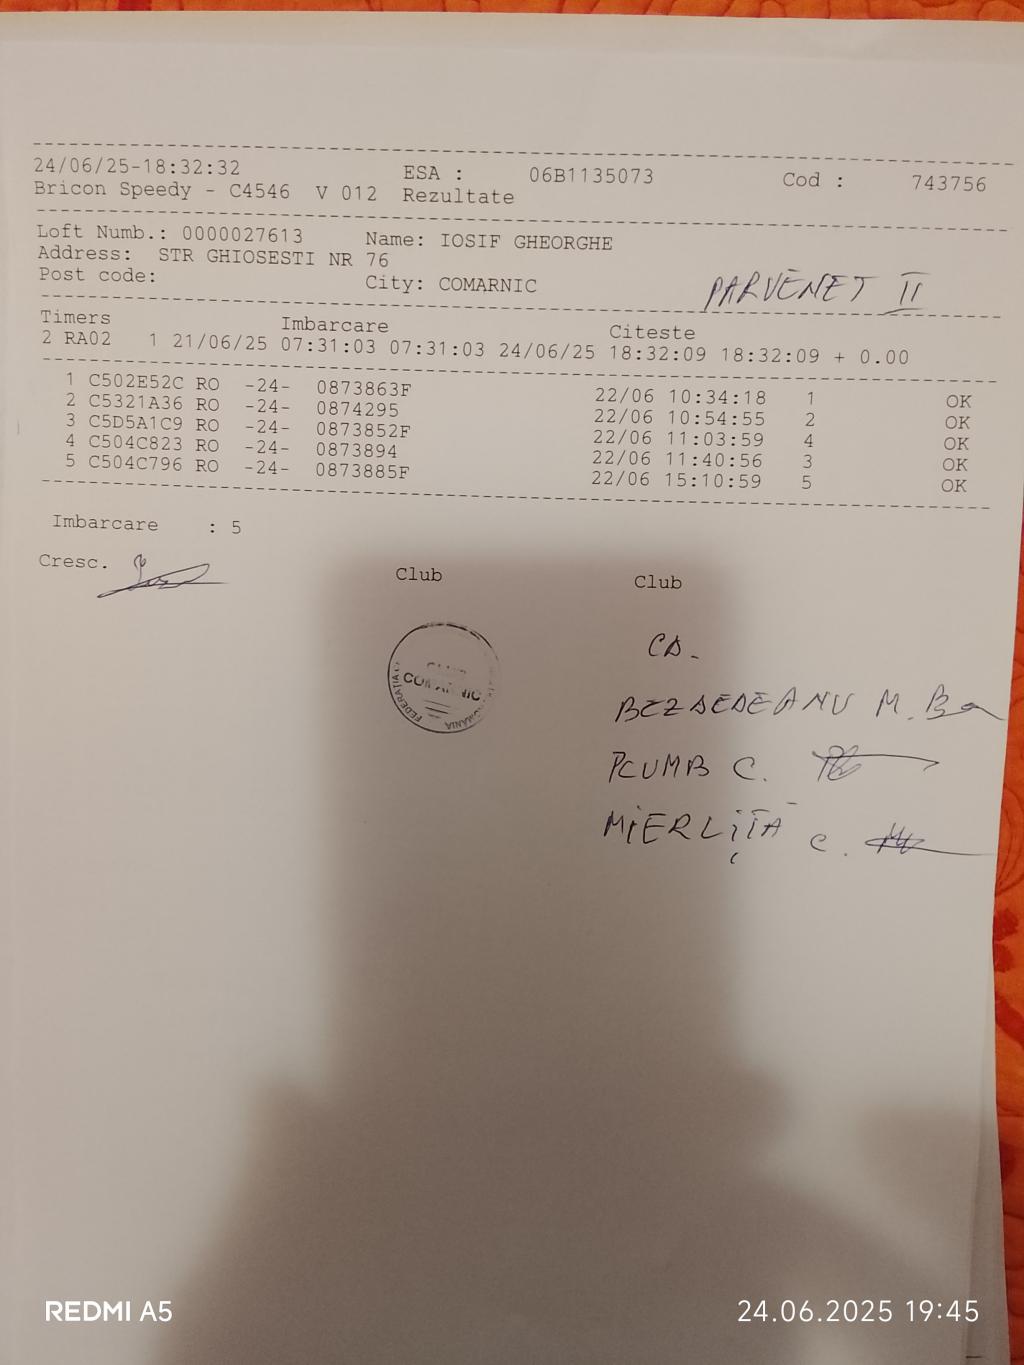 24/06/25-18:32:32 ESA : 06B1135073 Cod : 743756
Bricon Speedy - C4546 V 012 Rezultate
Loft Numb.: 0000027613 Name: IOSIF GHEORGHE
Address: STR GHIOSESTI NR 76
Post code: City: COMARNIC
PARVENET II
Timers Imbarcare Citeste
2 RA02 1 21/06/25 07:31:03 07:31:03 24/06/25 18:32:09 18:32:09 + 0.00
1 C502E52C RO -24- 0873863F 22/06 10:34:18 1 OK
2 C5321A36 RO -24- 0874295 22/06 10:54:55 2 OK
3 C5D5A1C9 RO -24- 0873852F 22/06 11:03:59 4 OK
4 C504C823 RO -24- 0873894 22/06 11:40:56 3 OK
5 C504C796 RO -24- 0873885F 22/06 15:10:59 5 OK
Imbarcare : 5
Cresc. Club Club
COMARNIC
CD.
BEZDEDEANU M.
PCUMB C.
MIERLIȚĂ C.
REDMI A5 24.06.2025 19:45